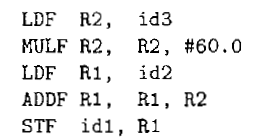 LDF R2, id3
MULF R2, R2, #60.0
LDF R1, id2
ADDF R1, R1, R2
STF id1, R1